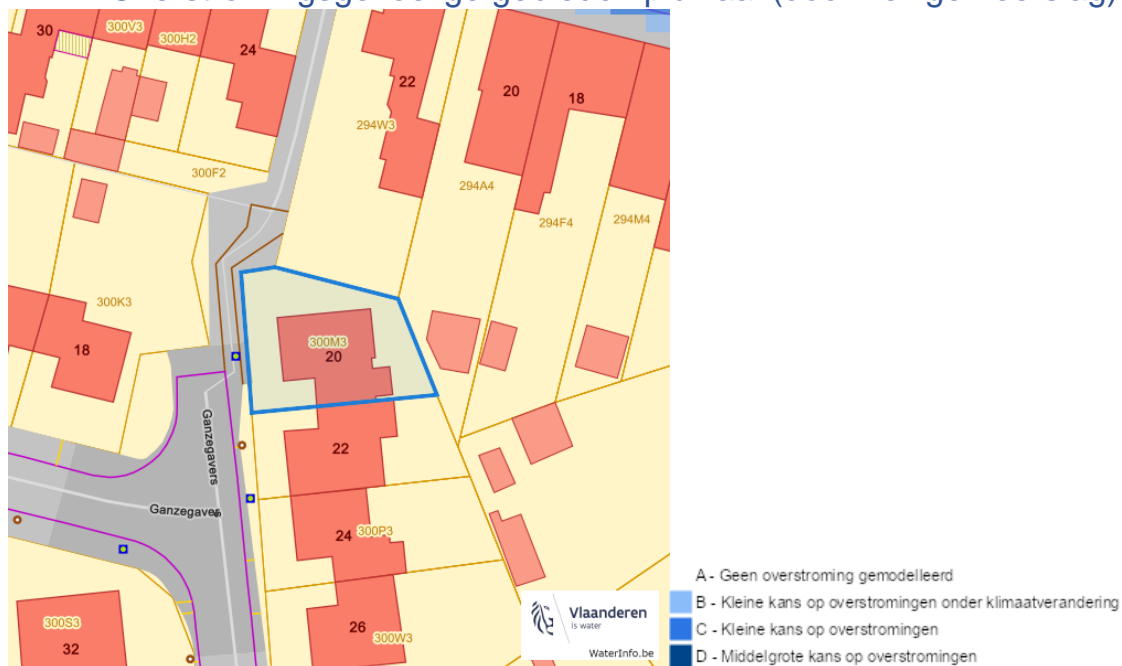 30
300V3
300H2
24
22
20
18
294W3
300F2
294A4
294F4
294M4
300K3
18
300M3
20
Ganzegavers
22
Ganzegavers
24
300P3
300S3
32
26
300W3
Vlaanderen
is water
WaterInfo.be
A - Geen overstroming gemodelleerd
B - Kleine kans op overstromingen onder klimaatverandering
C - Kleine kans op overstromingen
D - Middelgrote kans op overstromingen